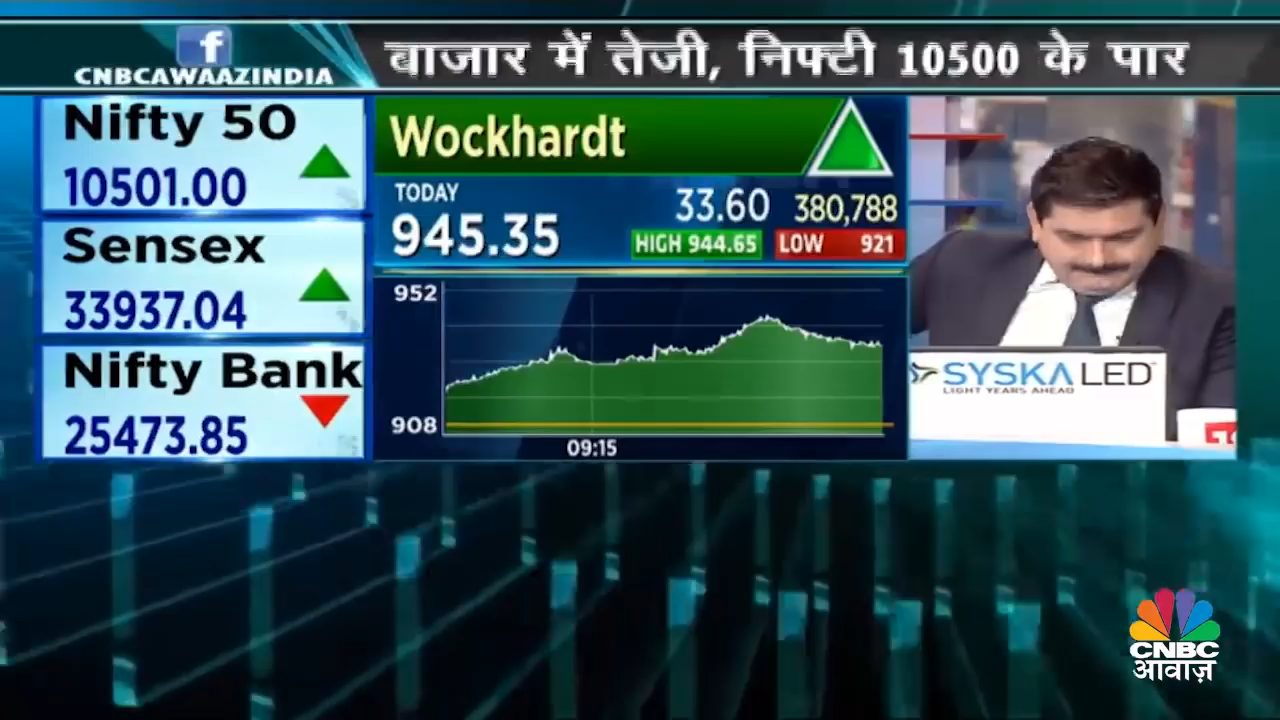 f
CNBCAWAAZINDIA
बाजार में तेजी, निफ्टी 10500 के पार
Nifty 50
10501.00
Sensex
33937.04
Nifty Bank
25473.85
Wockhardt
TODAY
945.35
33.60 380,788
HIGH 944.65 LOW 921
952
908
09:15
SYSKA LED
LIGHT YEARS AHEAD
CNBC
आवाज़